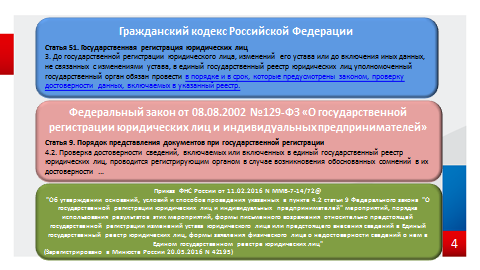 Гражданский кодекс Российской Федерации
Статья 51. Государственная регистрация юридических лиц
3. До государственной регистрации юридического лица, изменений его устава или до включения иных данных,
не связанных с изменениями устава, в единый государственный реестр юридических лиц уполномоченный
государственный орган обязан провести в порядке и в срок, которые предусмотрены законом, проверку
достоверности данных, включаемых в указанный реестр.
Федеральный закон от 08.08.2002 №129-ФЗ «О государственной
регистрации юридических лиц и индивидуальных предпринимателей»
Статья 9. Порядок представления документов при государственной регистрации
4.2. Проверка достоверности сведений, включаемых или включенных в единый государственный реестр
юридических лиц, проводится регистрирующим органом в случае возникновения обоснованных сомнений в их
достоверности ...
Приказ ФНС России от 11.02.2016 N ММВ-7-14/72@
"Об утверждении оснований, условий и способов проведения указанных в пункте 4.2 статьи 9 Федерального закона "О
государственной регистрации юридических лиц и индивидуальных предпринимателей" мероприятий, порядка
использования результатов этих мероприятий, формы письменного возражения относительно предстоящей
государственной регистрации изменений устава юридического лица или предстоящего внесения сведений в Единый
государственный реестр юридических лиц, формы заявления физического лица о недостоверности сведений о нем в
Едином государственном реестре юридических лиц"
(Зарегистрировано в Минюсте России 20.05.2016 N 42195)
4